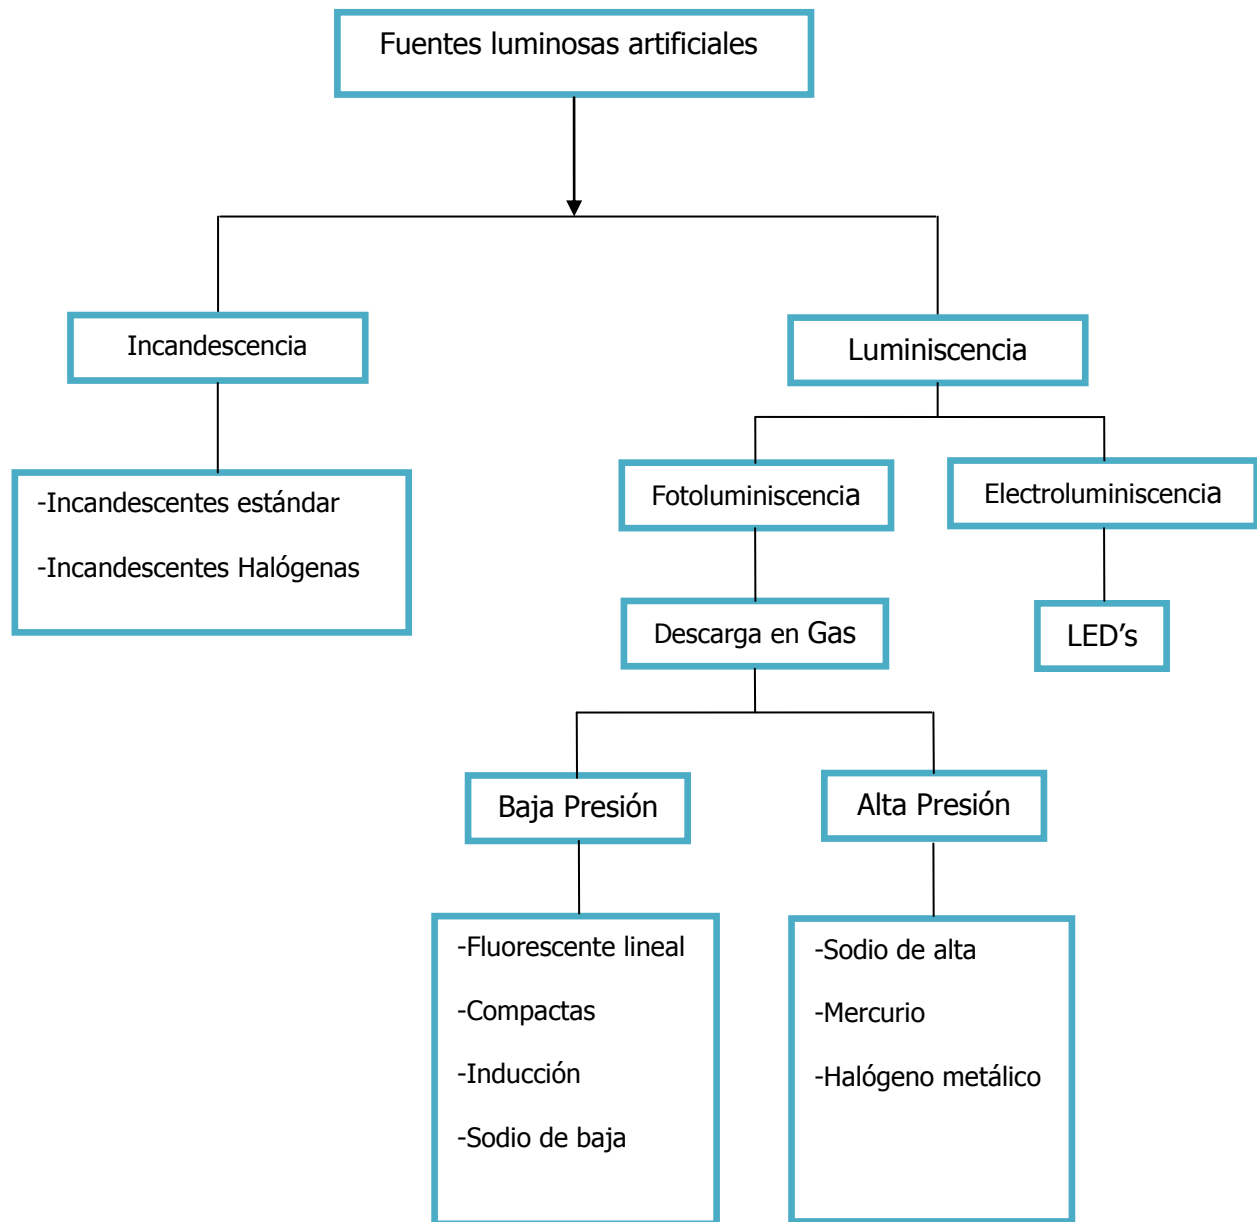 Fuentes luminosas artificiales
Incandescencia
Luminiscencia
-Incandescentes estándar
-Incandescentes Halógenas
Fotoluminiscencia
Electroluminiscencia
Descarga en Gas
LED’s
Baja Presión
Alta Presión
-Fluorescente lineal
-Compactas
-Inducción
-Sodio de baja
-Sodio de alta
-Mercurio
-Halógeno metálico